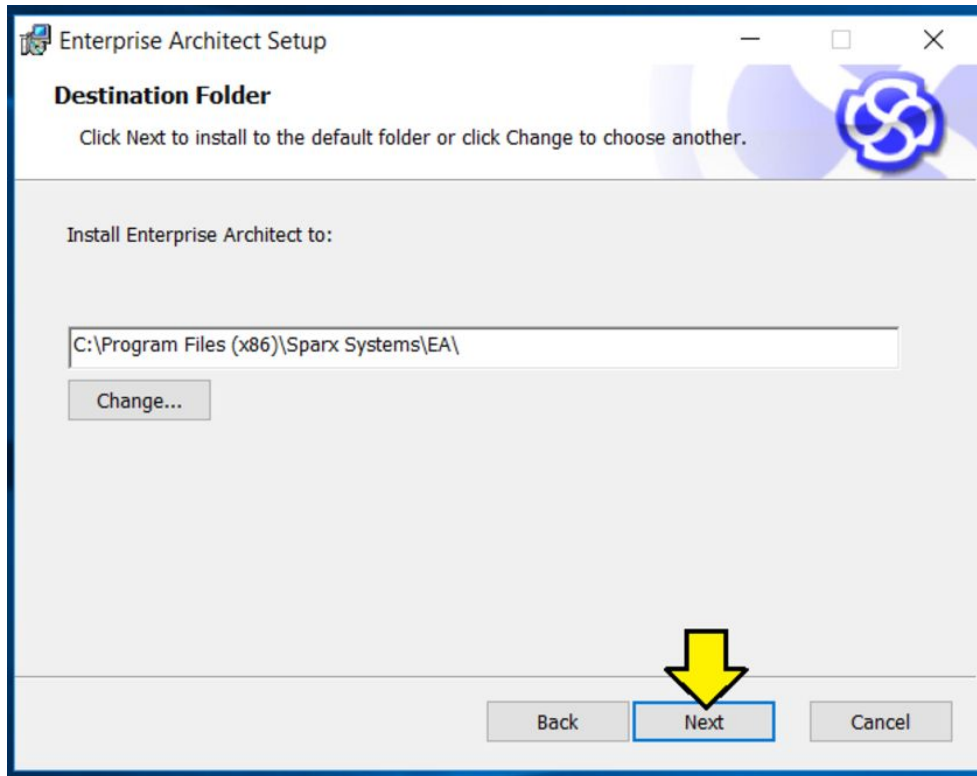 Enterprise Architect Setup
Destination Folder
Click Next to install to the default folder or click Change to choose another.
Install Enterprise Architect to:
C:\Program Files (x86)\Sparx Systems\EA\
Change...
Back
Next
Cancel